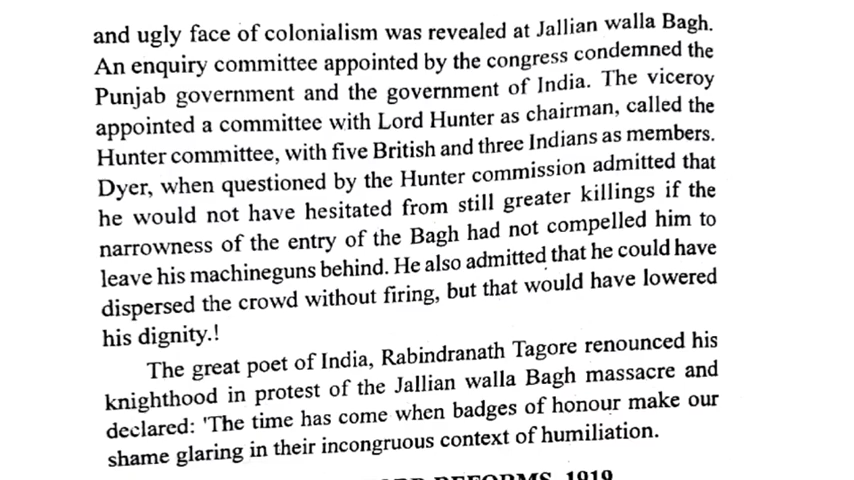 and ugly face of colonialism was revealed at Jallian walla Bagh.
An enquiry committee appointed by the congress condemned the
Punjab government and the government of India. The viceroy
appointed a committee with Lord Hunter as chairman, called the
Hunter committee, with five British and three Indians as members.
Dyer, when questioned by the Hunter commission admitted that
he would not have hesitated from still greater killings if the
narrowness of the entry of the Bagh had not compelled him to
leave his machineguns behind. He also admitted that he could have
dispersed the crowd without firing, but that would have lowered
his dignity.!
The great poet of India, Rabindranath Tagore renounced his
knighthood in protest of the Jallian walla Bagh massacre and
declared: 'The time has come when badges of honour make our
shame glaring in their incongruous context of humiliation.
REFORMS, 1919